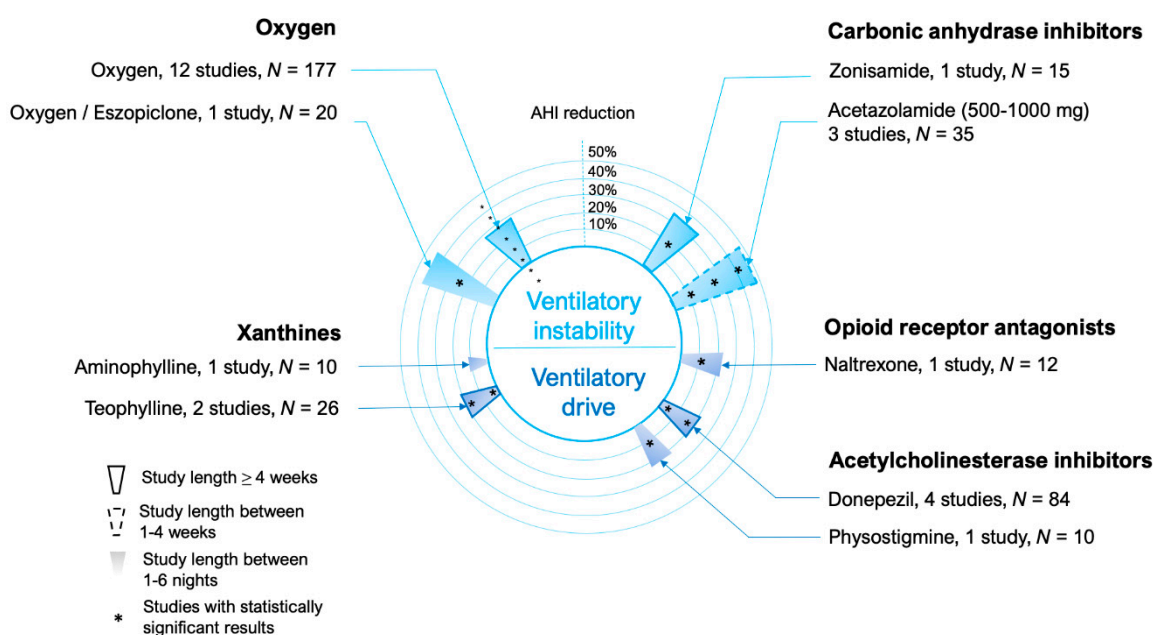 Oxygen
Oxygen, 12 studies, N = 177
Oxygen / Eszopiclone, 1 study, N = 20
Carbonic anhydrase inhibitors
Zonisamide, 1 study, N = 15
Acetazolamide (500-1000 mg)
3 studies, N = 35
AHI reduction
50%
40%
30%
20%
10%
Ventilatory
instability
Ventilatory
drive
Xanthines
Aminophylline, 1 study, N = 10
Teophylline, 2 studies, N = 26
Opioid receptor antagonists
Naltrexone, 1 study, N = 12
Acetylcholinesterase inhibitors
Donepezil, 4 studies, N = 84
Physostigmine, 1 study, N = 10
Study length ≥ 4 weeks
Study length between
1-4 weeks
Study length between
1-6 nights
* Studies with statistically
significant results